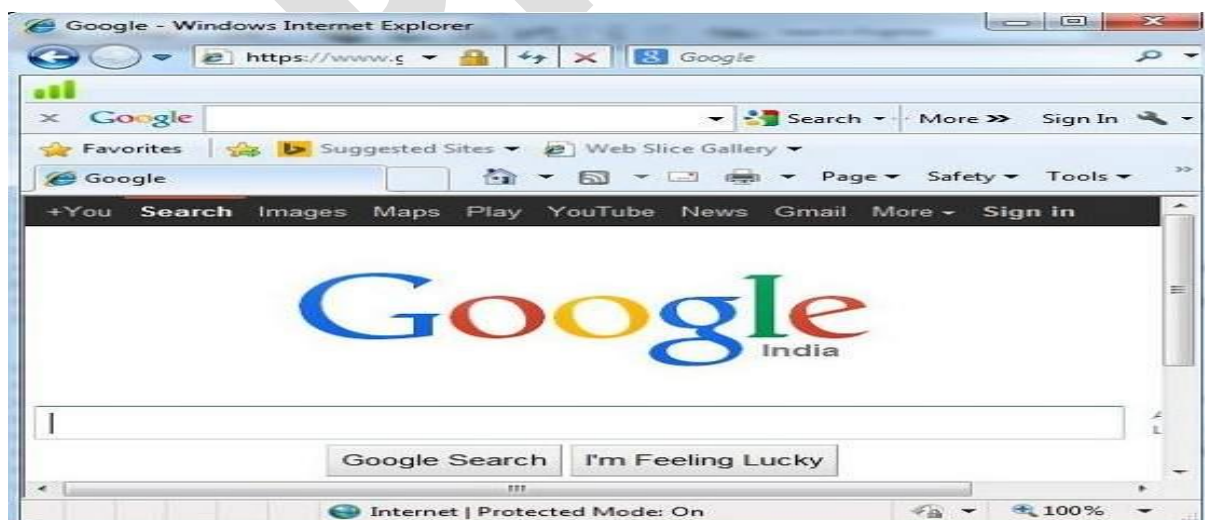 Google - Windows Internet Explorer
https://www.g Google
Google Search More >> Sign In
Favorites Suggested Sites Web Slice Gallery
Google Page Safety Tools >>
+You Search Images Maps Play YouTube News Gmail More Sign in
Google
India
Google Search I'm Feeling Lucky
Internet | Protected Mode: On 100%